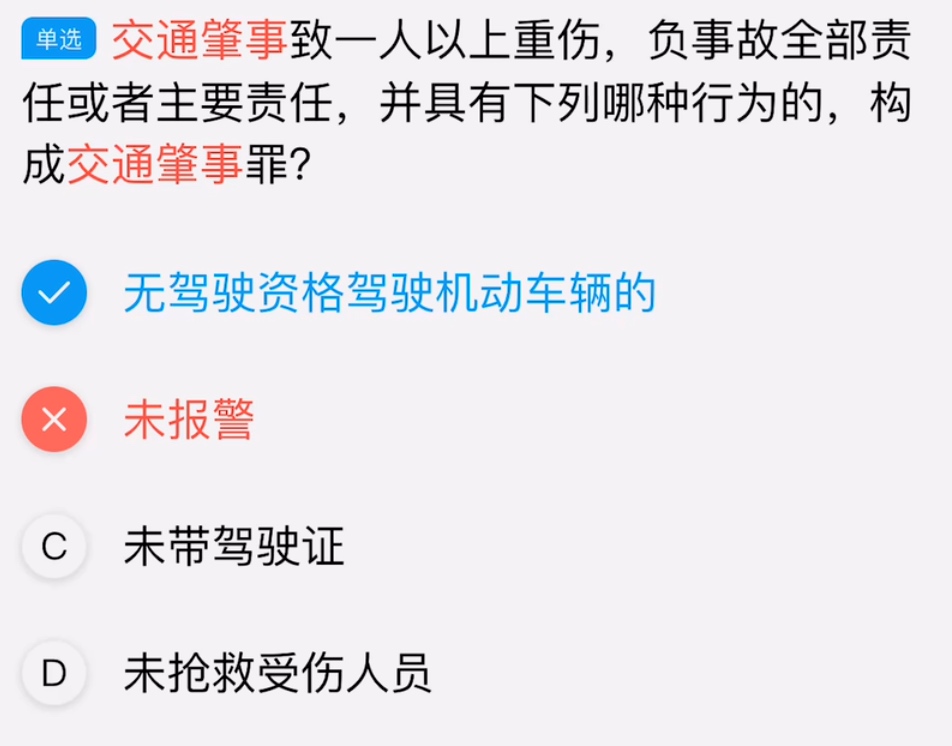 单选 交通肇事致一人以上重伤，负事故全部责
任或者主要责任，并具有下列哪种行为的，构
成交通肇事罪？
无驾驶资格驾驶机动车辆的
未报警
C 未带驾驶证
D 未抢救受伤人员